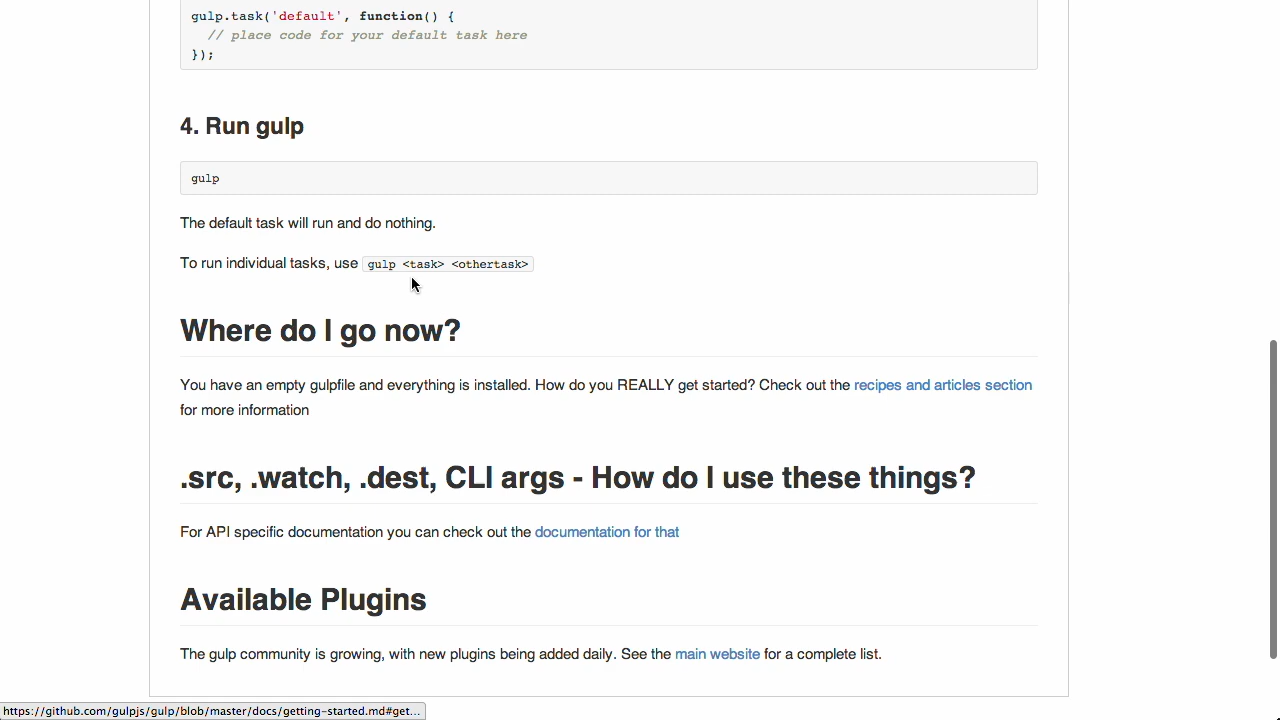 gulp.task('default', function() {
  // place code for your default task here
});
4. Run gulp
gulp
The default task will run and do nothing.
To run individual tasks, use gulp <task> <othertask>
Where do I go now?
You have an empty gulpfile and everything is installed. How do you REALLY get started? Check out the recipes and articles section
for more information
.src, .watch, .dest, CLI args - How do I use these things?
For API specific documentation you can check out the documentation for that
Available Plugins
The gulp community is growing, with new plugins being added daily. See the main website for a complete list.
https://github.com/gulpjs/gulp/blob/master/docs/getting-started.md#get...